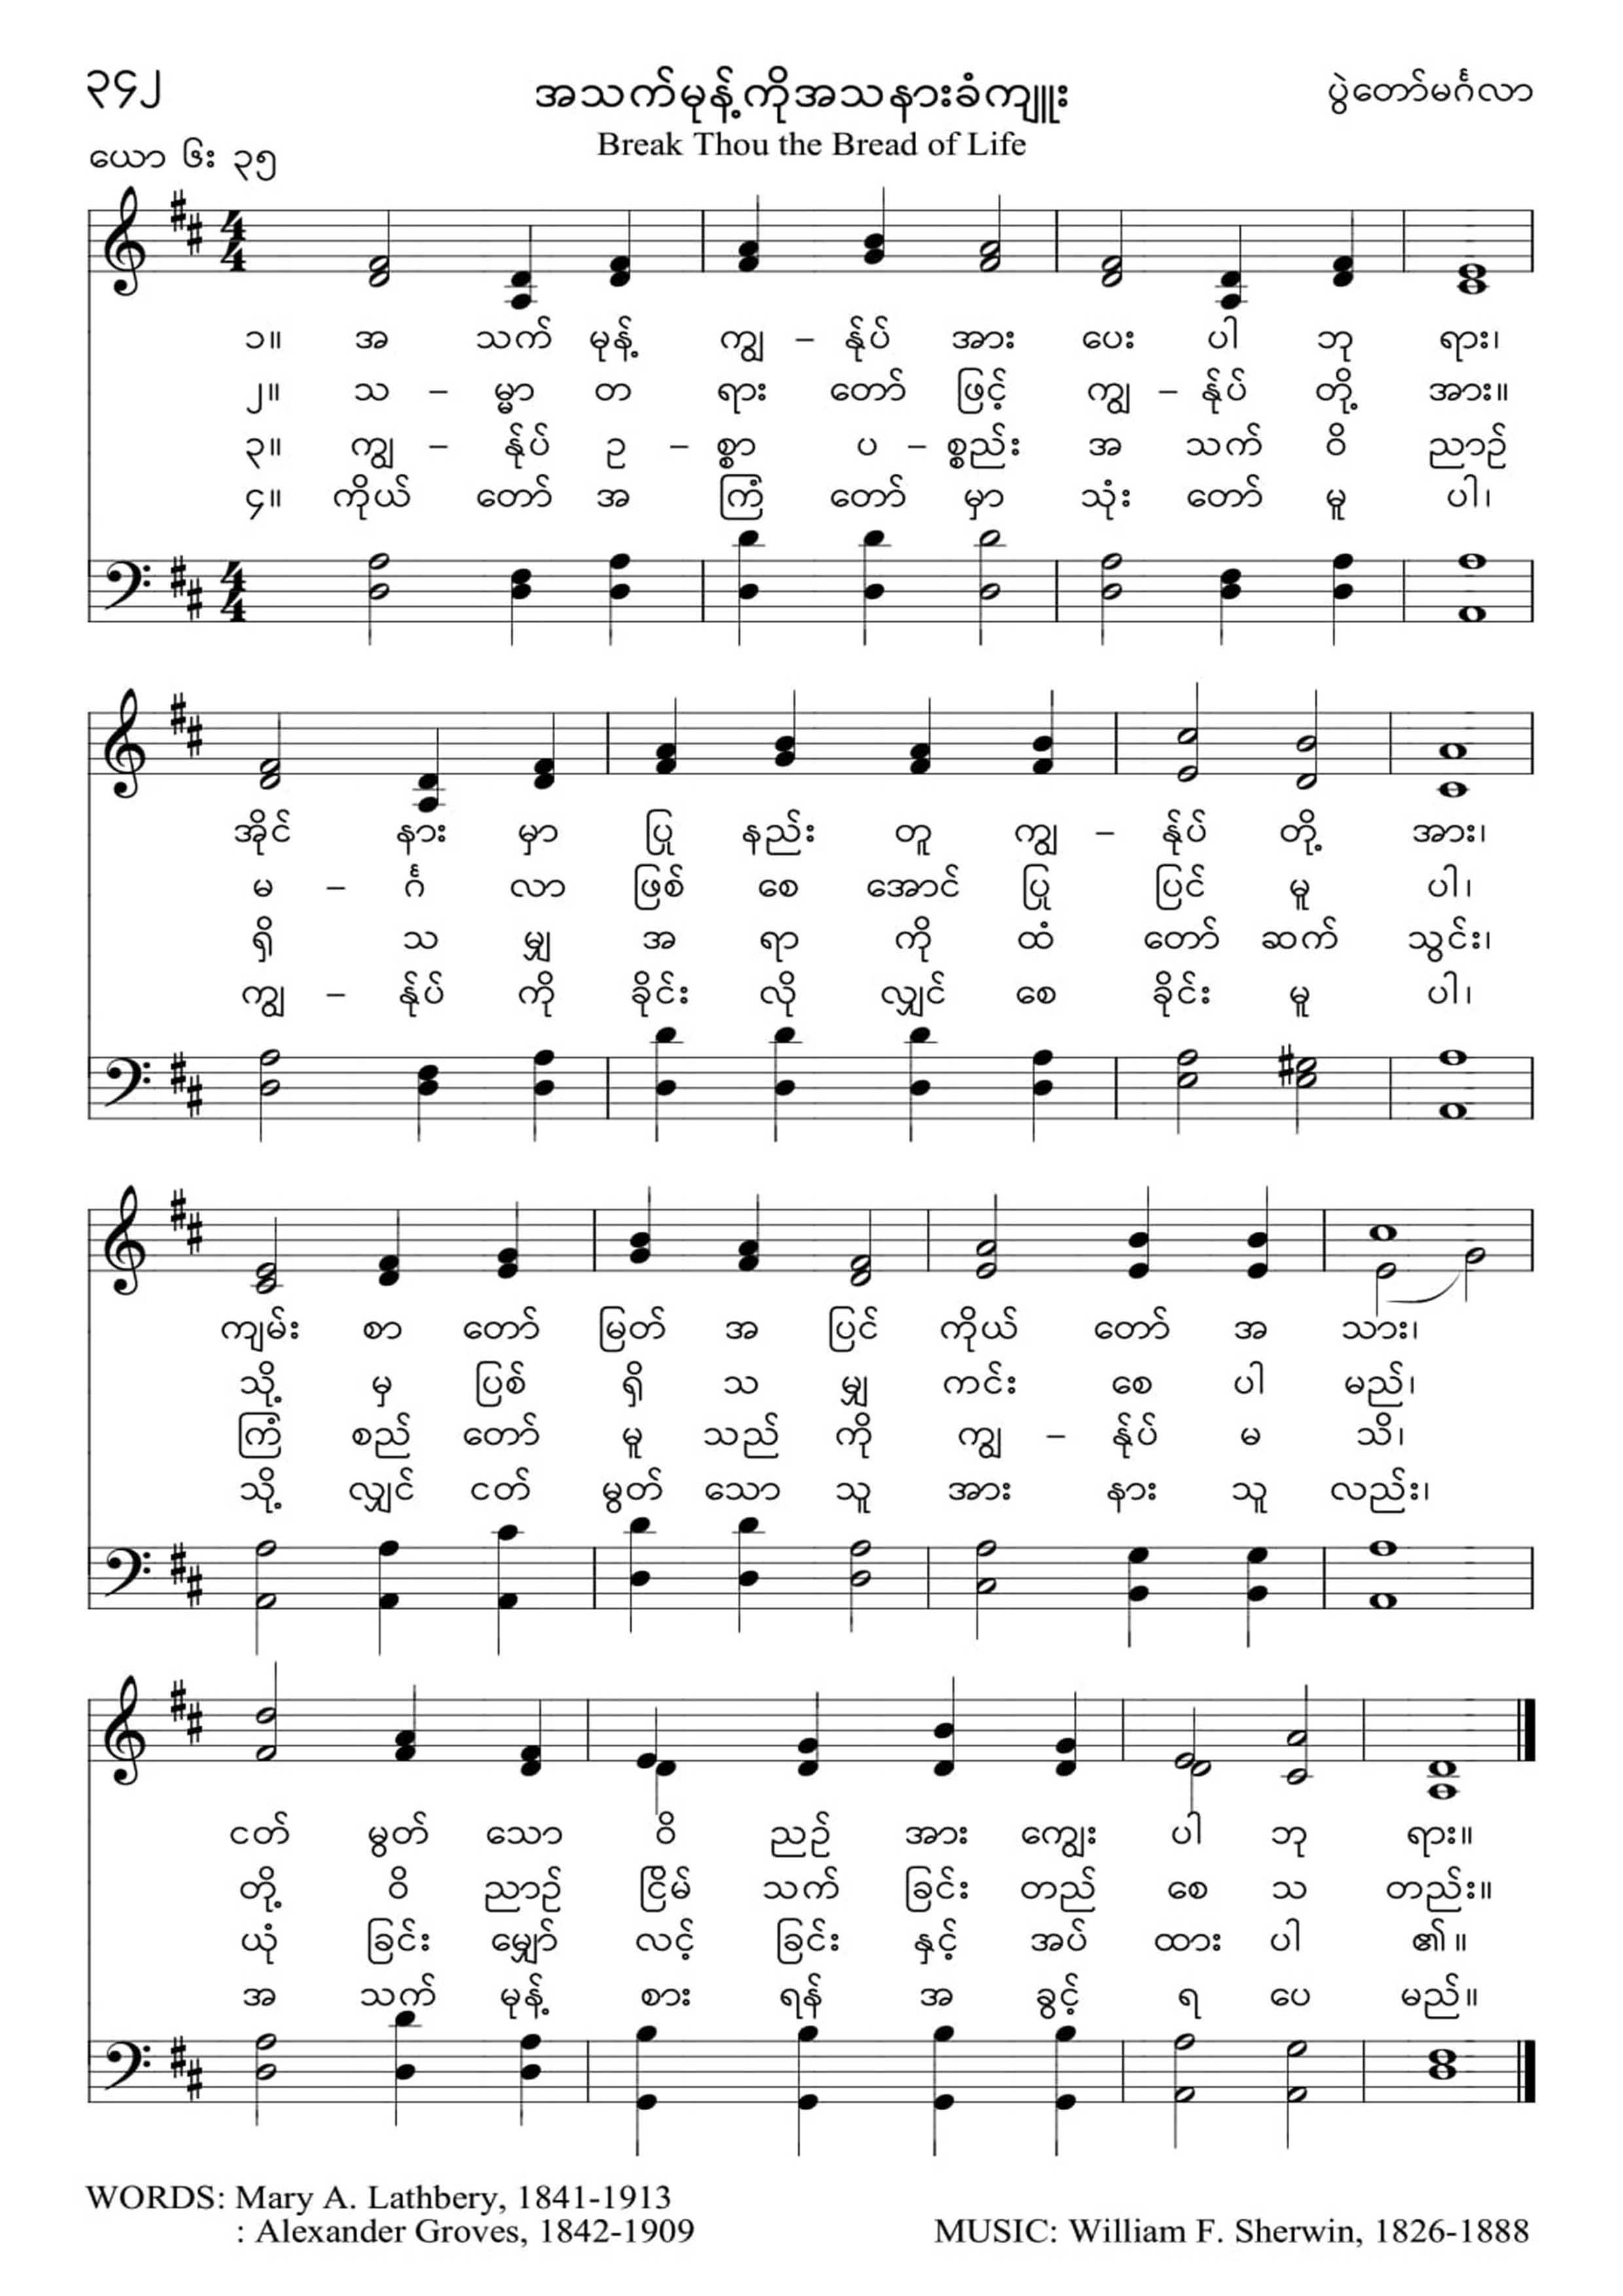 ၃၄၂ အသက်မုန့်ကိုအသနားခံကျူး ပွဲတော်မင်္ဂလာ
ယော ၆း ၃၅ Break Thou the Bread of Life
၁။ အ သက် မုန့် ကျွ – န်ုပ် အား ပေး ပါ ဘု ရား၊
၂။ သ – မ္မာ တ ရား တော် ဖြင့် ကျွ – န်ုပ် တို့ အား။
၃။ ကျွ – န်ုပ် ဥ – စ္စာ ပ – စ္စည်း အ သက် ဝိ ညာဉ်
၄။ ကိုယ် တော် အ ကြံ တော် မှာ သုံး တော် မူ ပါ၊
အိုင် နား မှာ ပြု နည်း တူ ကျွ – န်ုပ် တို့ အား၊
မ – င်္ဂ လာ ဖြစ် စေ အောင် ပြု ပြင် မူ ပါ၊
ရှိ သ မျှ အ ရာ ကို ထံ တော် ဆက် သွင်း၊
ကျွ – န်ုပ် ကို ခိုင်း လို လျှင် စေ ခိုင်း မူ ပါ၊
ကျမ်း စာ တော် မြတ် အ ပြင် ကိုယ် တော် အ သား၊
သို့ မှ ပြစ် ရှိ သ မျှ ကင်း စေ ပါ မည်၊
ကြံ စည် တော် မူ သည် ကို ကျွ – န်ုပ် မ သိ၊
သို့ လျှင် ငတ် မွတ် သော သူ အား နား သူ လည်း၊
ငတ် မွတ် သော ဝိ ညဉ် အား ကျွေး ပါ ဘု ရား။
တို့ ဝိ ညာဉ် ငြိမ် သက် ခြင်း တည် စေ သ တည်း။
ယုံ ခြင်း မျှော် လင့် ခြင်း နှင့် အပ် ထား ပါ ၏။
အ သက် မုန့် စား ရန် အ ခွင့် ရ ပေ မည်။
WORDS: Mary A. Lathbery, 1841-1913
: Alexander Groves, 1842-1909 MUSIC: William F. Sherwin, 1826-1888